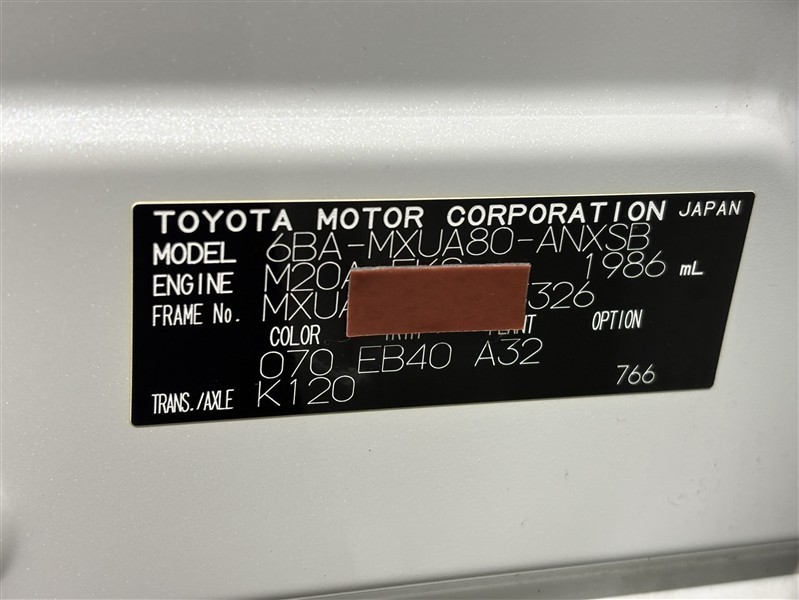 TOYOTA MOTOR CORPORATION JAPAN
MODEL 6BA-MXUA80-ANXSB
ENGINE 1986 mL
FRAME No. 326
COLOR OPTION
070 EB40 A32
TRANS./AXLE K120 766